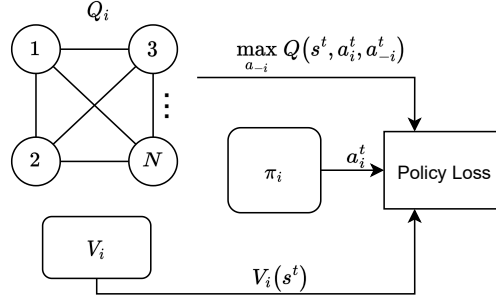 Q_i
1 3
max_{a_{-i}} Q(s^t, a_i^t, a_{-i}^t)
⋮
2 N
π_i
a_i^t
Policy Loss
V_i
V_i(s^t)